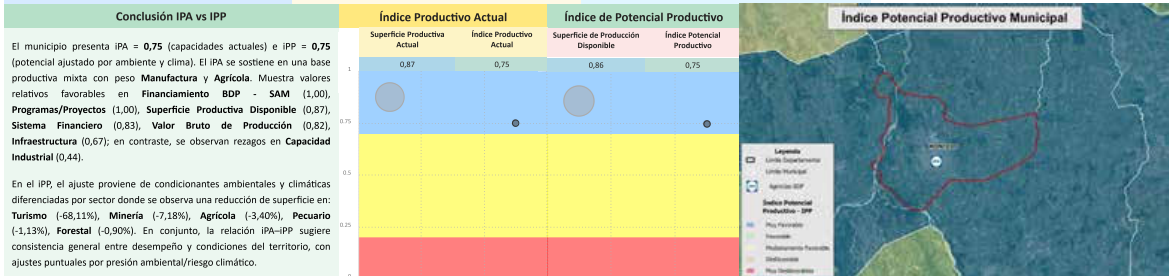 Conclusión IPA vs IPP
El municipio presenta iPA = 0,75 (capacidades actuales) e iPP = 0,75
(potencial ajustado por ambiente y clima). El iPA se sostiene en una base
productiva mixta con peso Manufactura y Agrícola. Muestra valores
relativos favorables en Financiamiento BDP - SAM (1,00),
Programas/Proyectos (1,00), Superficie Productiva Disponible (0,87),
Sistema Financiero (0,83), Valor Bruto de Producción (0,82),
Infraestructura (0,67); en contraste, se observan rezagos en Capacidad
Industrial (0,44).
En el iPP, el ajuste proviene de condicionantes ambientales y climáticas
diferenciadas por sector donde se observa una reducción de superficie en:
Turismo (-68,11%), Minería (-7,18%), Agrícola (-3,40%), Pecuario
(-1,13%), Forestal (-0,90%). En conjunto, la relación iPA–iPP sugiere
consistencia general entre desempeño y condiciones del territorio, con
ajustes puntuales por presión ambiental/riesgo climático.
Índice Productivo Actual
Índice de Potencial Productivo
Superficie Productiva
Actual
Índice Productivo
Actual
Superficie de Producción
Disponible
Índice Potencial
Productivo
0,87
0,75
0,86
0,75
1
0.75
0.5
0.25
0
Índice Potencial Productivo Municipal
Leyenda
Límite Departamental
Límite Municipal
Agencias BDP
Índice Potencial
Productivo - IPP
Muy Favorable
Favorable
Medianamente Favorable
Desfavorable
Muy Desfavorable